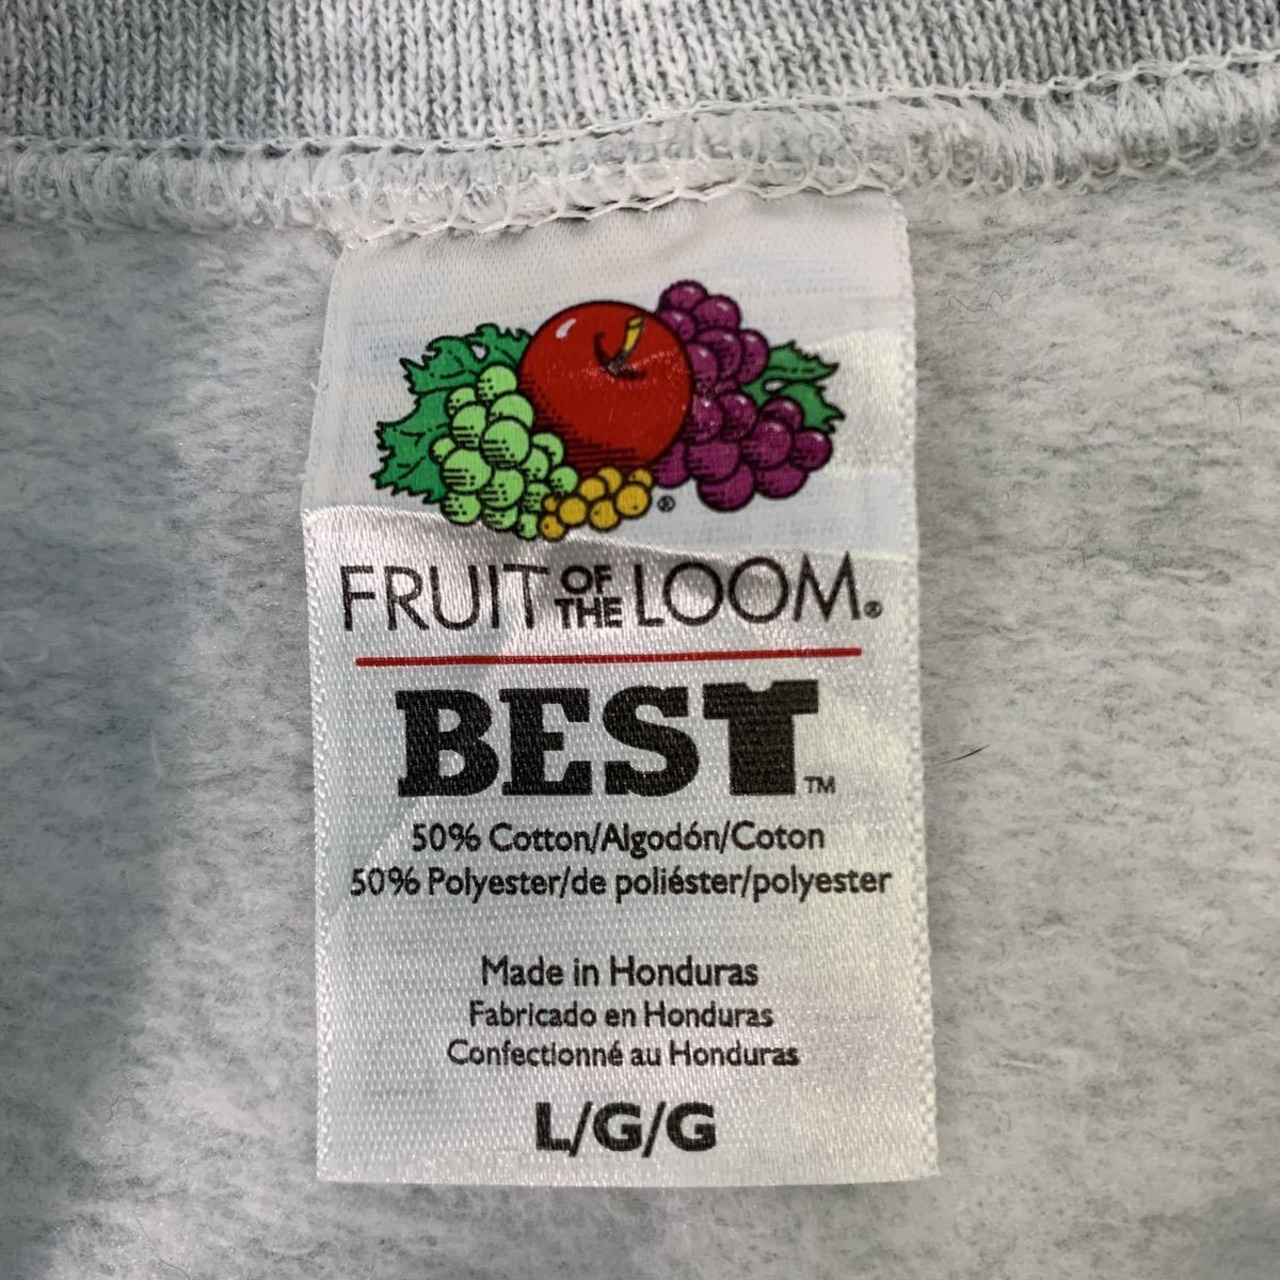 ®
FRUIT OF THE LOOM®
BEST™
50% Cotton/Algodón/Coton
50% Polyester/de poliéster/polyester
Made in Honduras
Fabricado en Honduras
Confectionné au Honduras
L/G/G